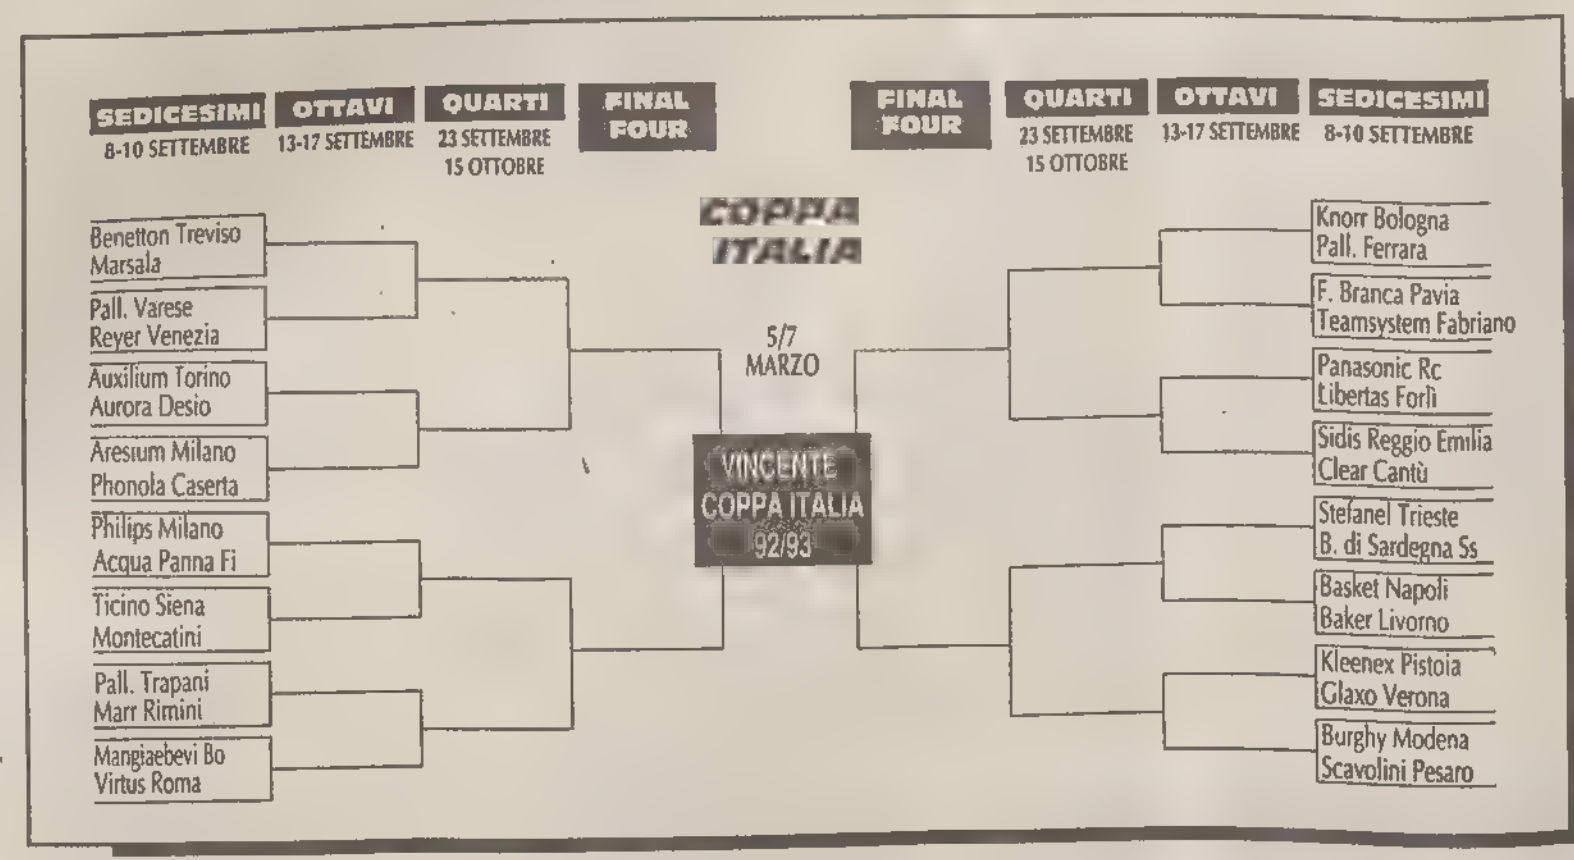 SEDICESIMI
8-10 SETTEMBRE
OTTAVI
13-17 SETTEMBRE
QUARTI
23 SETTEMBRE
15 OTTOBRE
FINAL
FOUR
FINAL
FOUR
QUARTI
23 SETTEMBRE
15 OTTOBRE
OTTAVI
13-17 SETTEMBRE
SEDICESIMI
8-10 SETTEMBRE
COPPA
ITALIA
5/7
MARZO
VINCENTE
COPPA ITALIA
92/93
Benetton Treviso
Marsala
Pall. Varese
Reyer Venezia
Auxilium Torino
Aurora Desio
Aresium Milano
Phonola Caserta
Philips Milano
Acqua Panna Fi
Ticino Siena
Montecatini
Pall. Trapani
Marr Rimini
Mangiaebevi Bo
Virtus Roma
Knorr Bologna
Pall. Ferrara
F. Branca Pavia
Teamsystem Fabriano
Panasonic Rc
Libertas Forlì
Sidis Reggio Emilia
Clear Cantù
Stefanel Trieste
B. di Sardegna Ss
Basket Napoli
Baker Livorno
Kleenex Pistoia
Glaxo Verona
Burghy Modena
Scavolini Pesaro